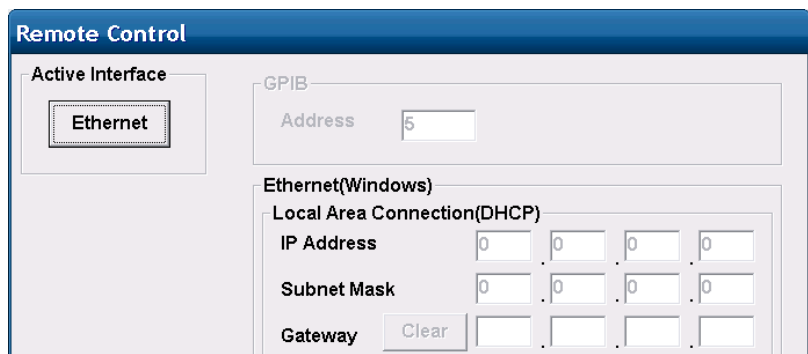 Remote Control
Active Interface
Ethernet
GPIB
Address 5
Ethernet(Windows)
Local Area Connection(DHCP)
IP Address 0 . 0 . 0 . 0
Subnet Mask 0 . 0 . 0 . 0
Gateway Clear . . .